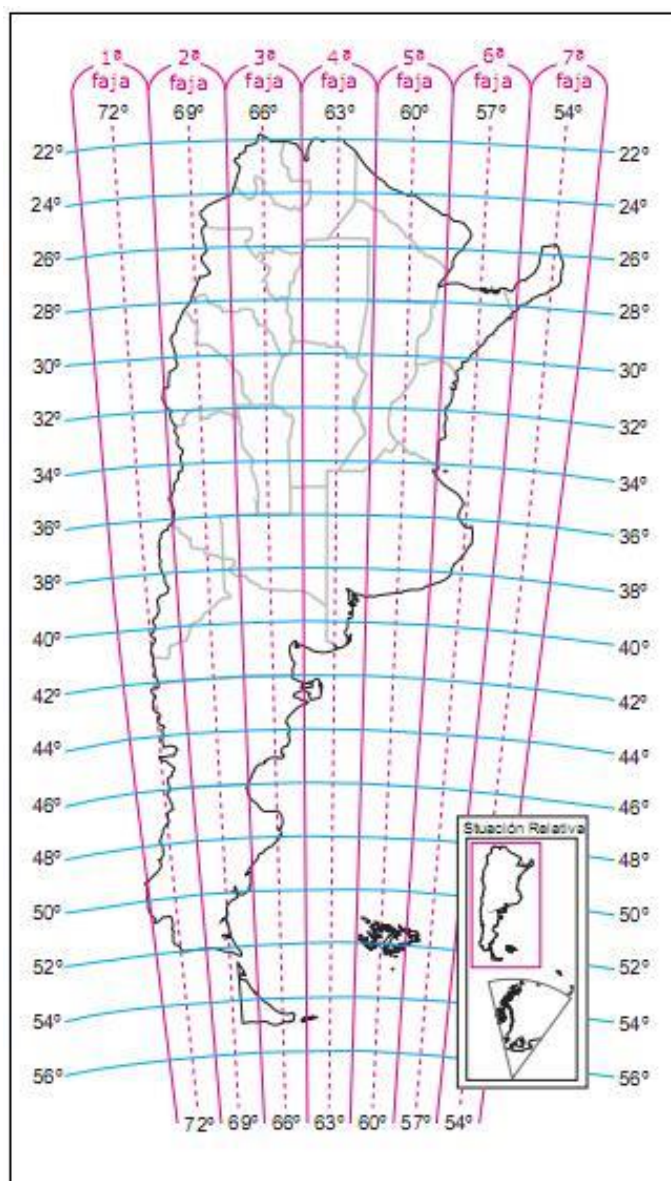 1ª 2ª 3ª 4ª 5ª 6ª 7ª
faja faja faja faja faja faja faja
72º 69º 66º 63º 60º 57º 54º
22º 22º
24º 24º
26º 26º
28º 28º
30º 30º
32º 32º
34º 34º
36º 36º
38º 38º
40º 40º
42º 42º
44º 44º
46º 46º
Situación Relativa
48º 48º
50º 50º
52º 52º
54º 54º
56º 56º
72º 69º 66º 63º 60º 57º 54º